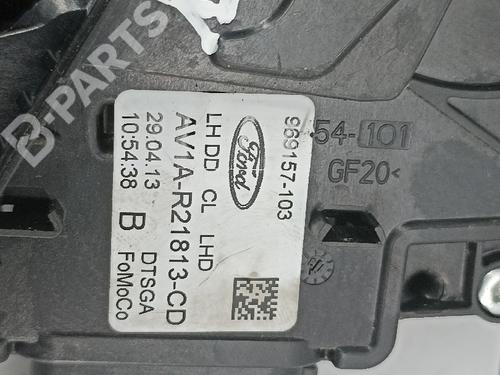 B-PARTS
969157-103
Ford
LH DD CL LHD
AV1A-R21813-CD
29.04.13 B DTSGA
10:54:38 FoMoCo
54-101
GF20<